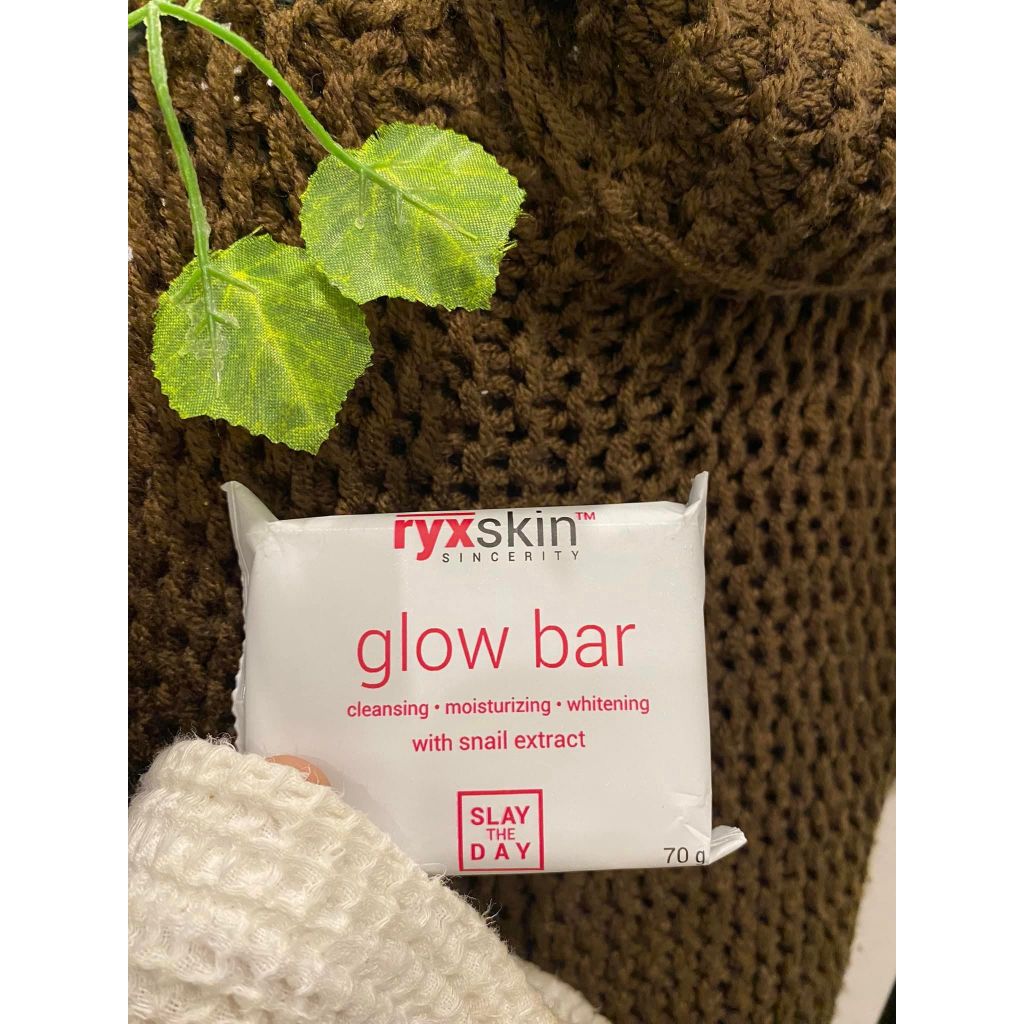 ryxskin™
SINCERITY
glow bar
cleansing • moisturizing • whitening
with snail extract
SLAY
THE
DAY
70 g